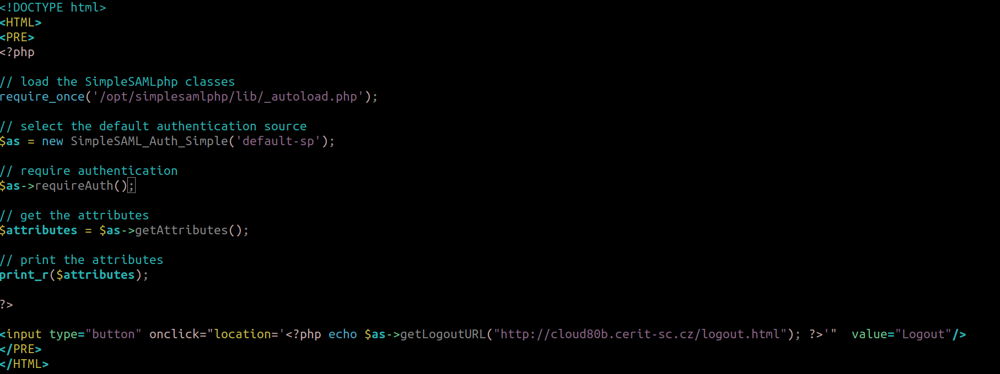 <!DOCTYPE html>
<HTML>
<PRE>
<?php
// load the SimpleSAMLphp classes
require_once('/opt/simplesamlphp/lib/_autoload.php');
// select the default authentication source
$as = new SimpleSAML_Auth_Simple('default-sp');
// require authentication
$as->requireAuth();
// get the attributes
$attributes = $as->getAttributes();
// print the attributes
print_r($attributes);
?>
<input type="button" onclick="location='<?php echo $as->getLogoutURL("http://cloud80b.cerit-sc.cz/logout.html"); ?>'"  value="Logout"/>
</PRE>
</HTML>